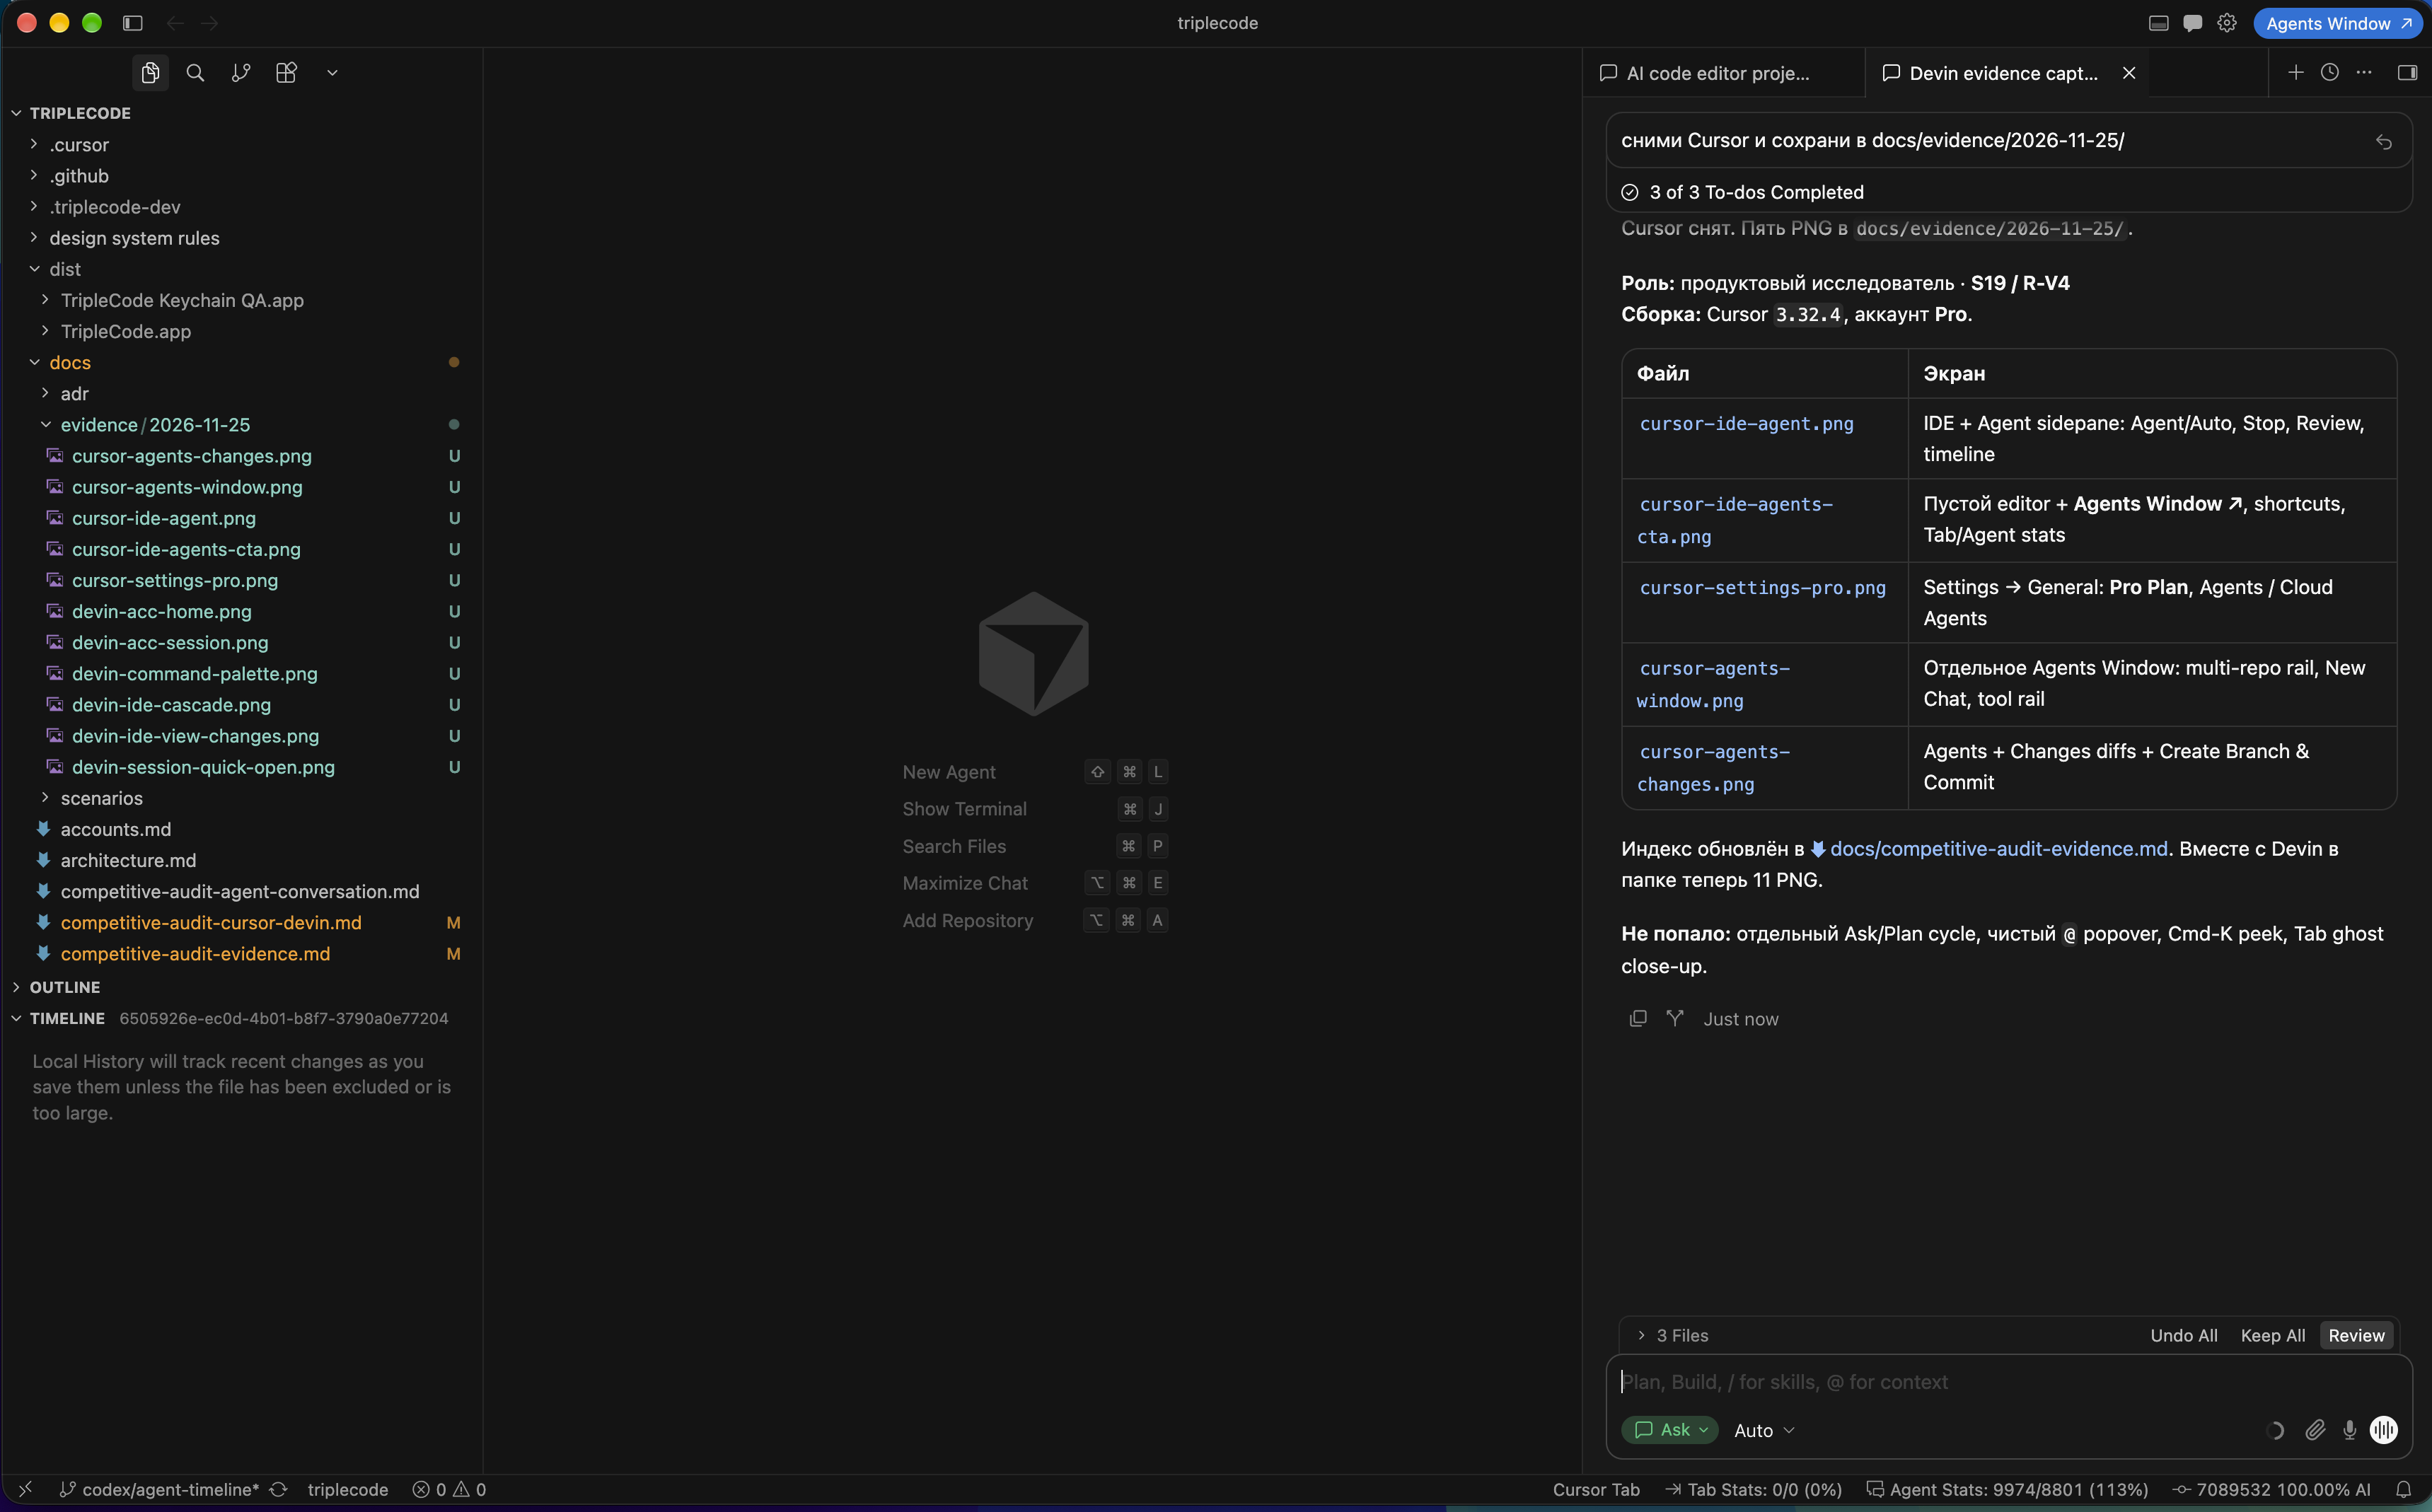 triplecode
Agents Window ↗
TRIPLECODE
.cursor
.github
.triplecode-dev
design system rules
dist
TripleCode Keychain QA.app
TripleCode.app
docs
adr
evidence/2026-11-25
cursor-agents-changes.png U
cursor-agents-window.png U
cursor-ide-agent.png U
cursor-ide-agents-cta.png U
cursor-settings-pro.png U
devin-acc-home.png U
devin-acc-session.png U
devin-command-palette.png U
devin-ide-cascade.png U
devin-ide-view-changes.png U
devin-session-quick-open.png U
scenarios
accounts.md
architecture.md
competitive-audit-agent-conversation.md
competitive-audit-cursor-devin.md M
competitive-audit-evidence.md M
OUTLINE
TIMELINE 6505926e-ec0d-4b01-b8f7-3790a0e77204
Local History will track recent changes as you
save them unless the file has been excluded or is
too large.
New Agent ⇧ ⌘ L
Show Terminal ⌘ J
Search Files ⌘ P
Maximize Chat ⌥ ⌘ E
Add Repository ⌥ ⌘ A
AI code editor proje...
Devin evidence capt...
сними Cursor и сохрани в docs/evidence/2026-11-25/
3 of 3 To-dos Completed
Cursor снят. Пять PNG в docs/evidence/2026-11-25/.
Роль: продуктовый исследователь · S19 / R-V4
Сборка: Cursor 3.32.4, аккаунт Pro.
Файл Экран
cursor-ide-agent.png
IDE + Agent sidepane: Agent/Auto, Stop, Review,
timeline
cursor-ide-agents-
cta.png
Пустой editor + Agents Window ↗, shortcuts,
Tab/Agent stats
cursor-settings-pro.png
Settings → General: Pro Plan, Agents / Cloud
Agents
cursor-agents-
window.png
Отдельное Agents Window: multi-repo rail, New
Chat, tool rail
cursor-agents-
changes.png
Agents + Changes diffs + Create Branch &
Commit
Индекс обновлён в docs/competitive-audit-evidence.md. Вместе с Devin в
папке теперь 11 PNG.
Не попало: отдельный Ask/Plan cycle, чистый @ popover, Cmd-K peek, Tab ghost
close-up.
Just now
3 Files Undo All Keep All Review
Plan, Build, / for skills, @ for context
Ask Auto
codex/agent-timeline* triplecode 0 0 Cursor Tab Tab Stats: 0/0 (0%) Agent Stats: 9974/8801 (113%) 7089532 100.00% AI